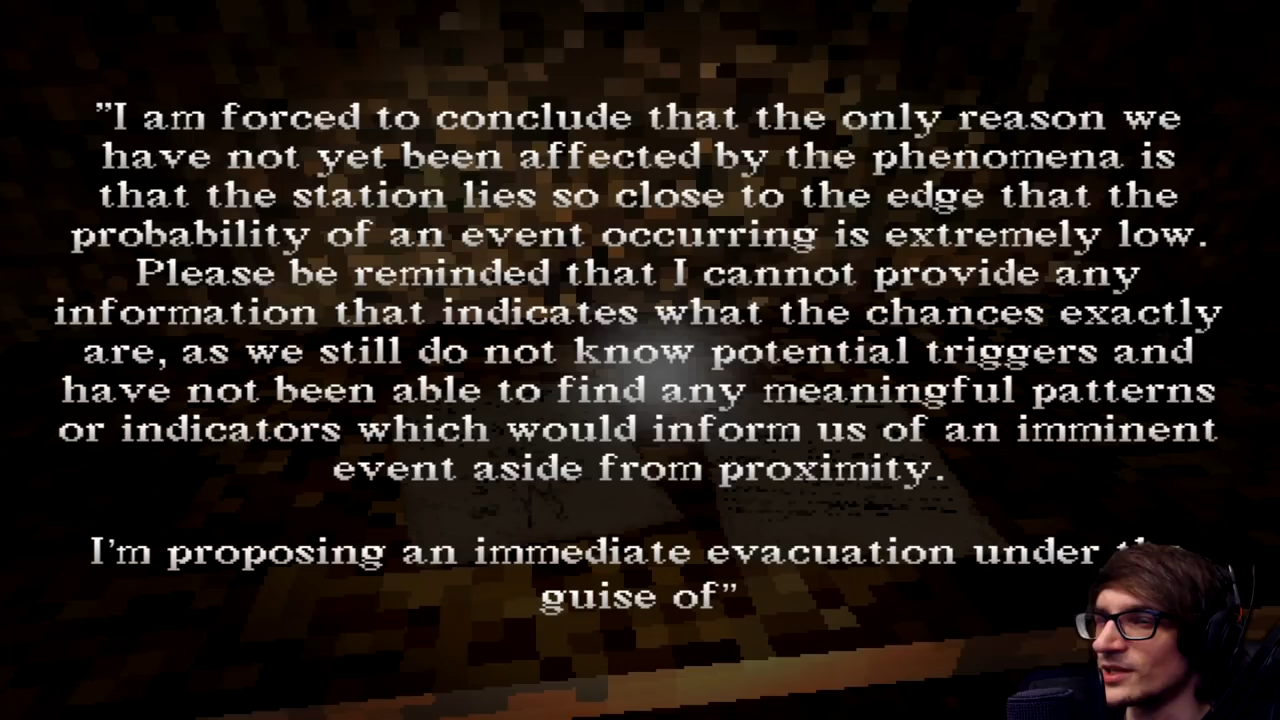 "I am forced to conclude that the only reason we
have not yet been affected by the phenomena is
that the station lies so close to the edge that the
probability of an event occurring is extremely low.
Please be reminded that I cannot provide any
information that indicates what the chances exactly
are, as we still do not know potential triggers and
have not been able to find any meaningful patterns
or indicators which would inform us of an imminent
event aside from proximity.
I'm proposing an immediate evacuation under the
guise of"